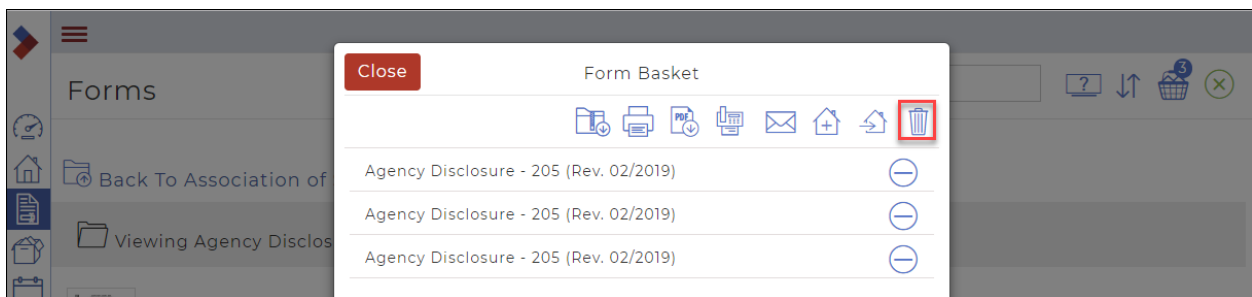 Close
Form Basket
Forms
?
3
PDF
Back To Association of
Agency Disclosure - 205 (Rev. 02/2019)
Viewing Agency Disclos
Agency Disclosure - 205 (Rev. 02/2019)
Agency Disclosure - 205 (Rev. 02/2019)